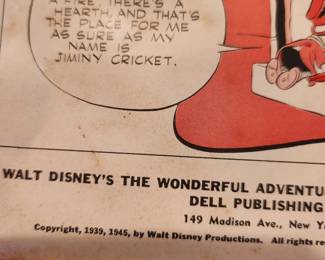 A FIRE, THERE'S A
HEARTH, AND THAT'S
THE PLACE FOR ME
AS SURE AS MY
NAME IS
JIMINY CRICKET.
WALT DISNEY'S THE WONDERFUL ADVENTU
DELL PUBLISHING
149 Madison Ave., New Yo
Copyright, 1939, 1945, by Walt Disney Productions. All rights re